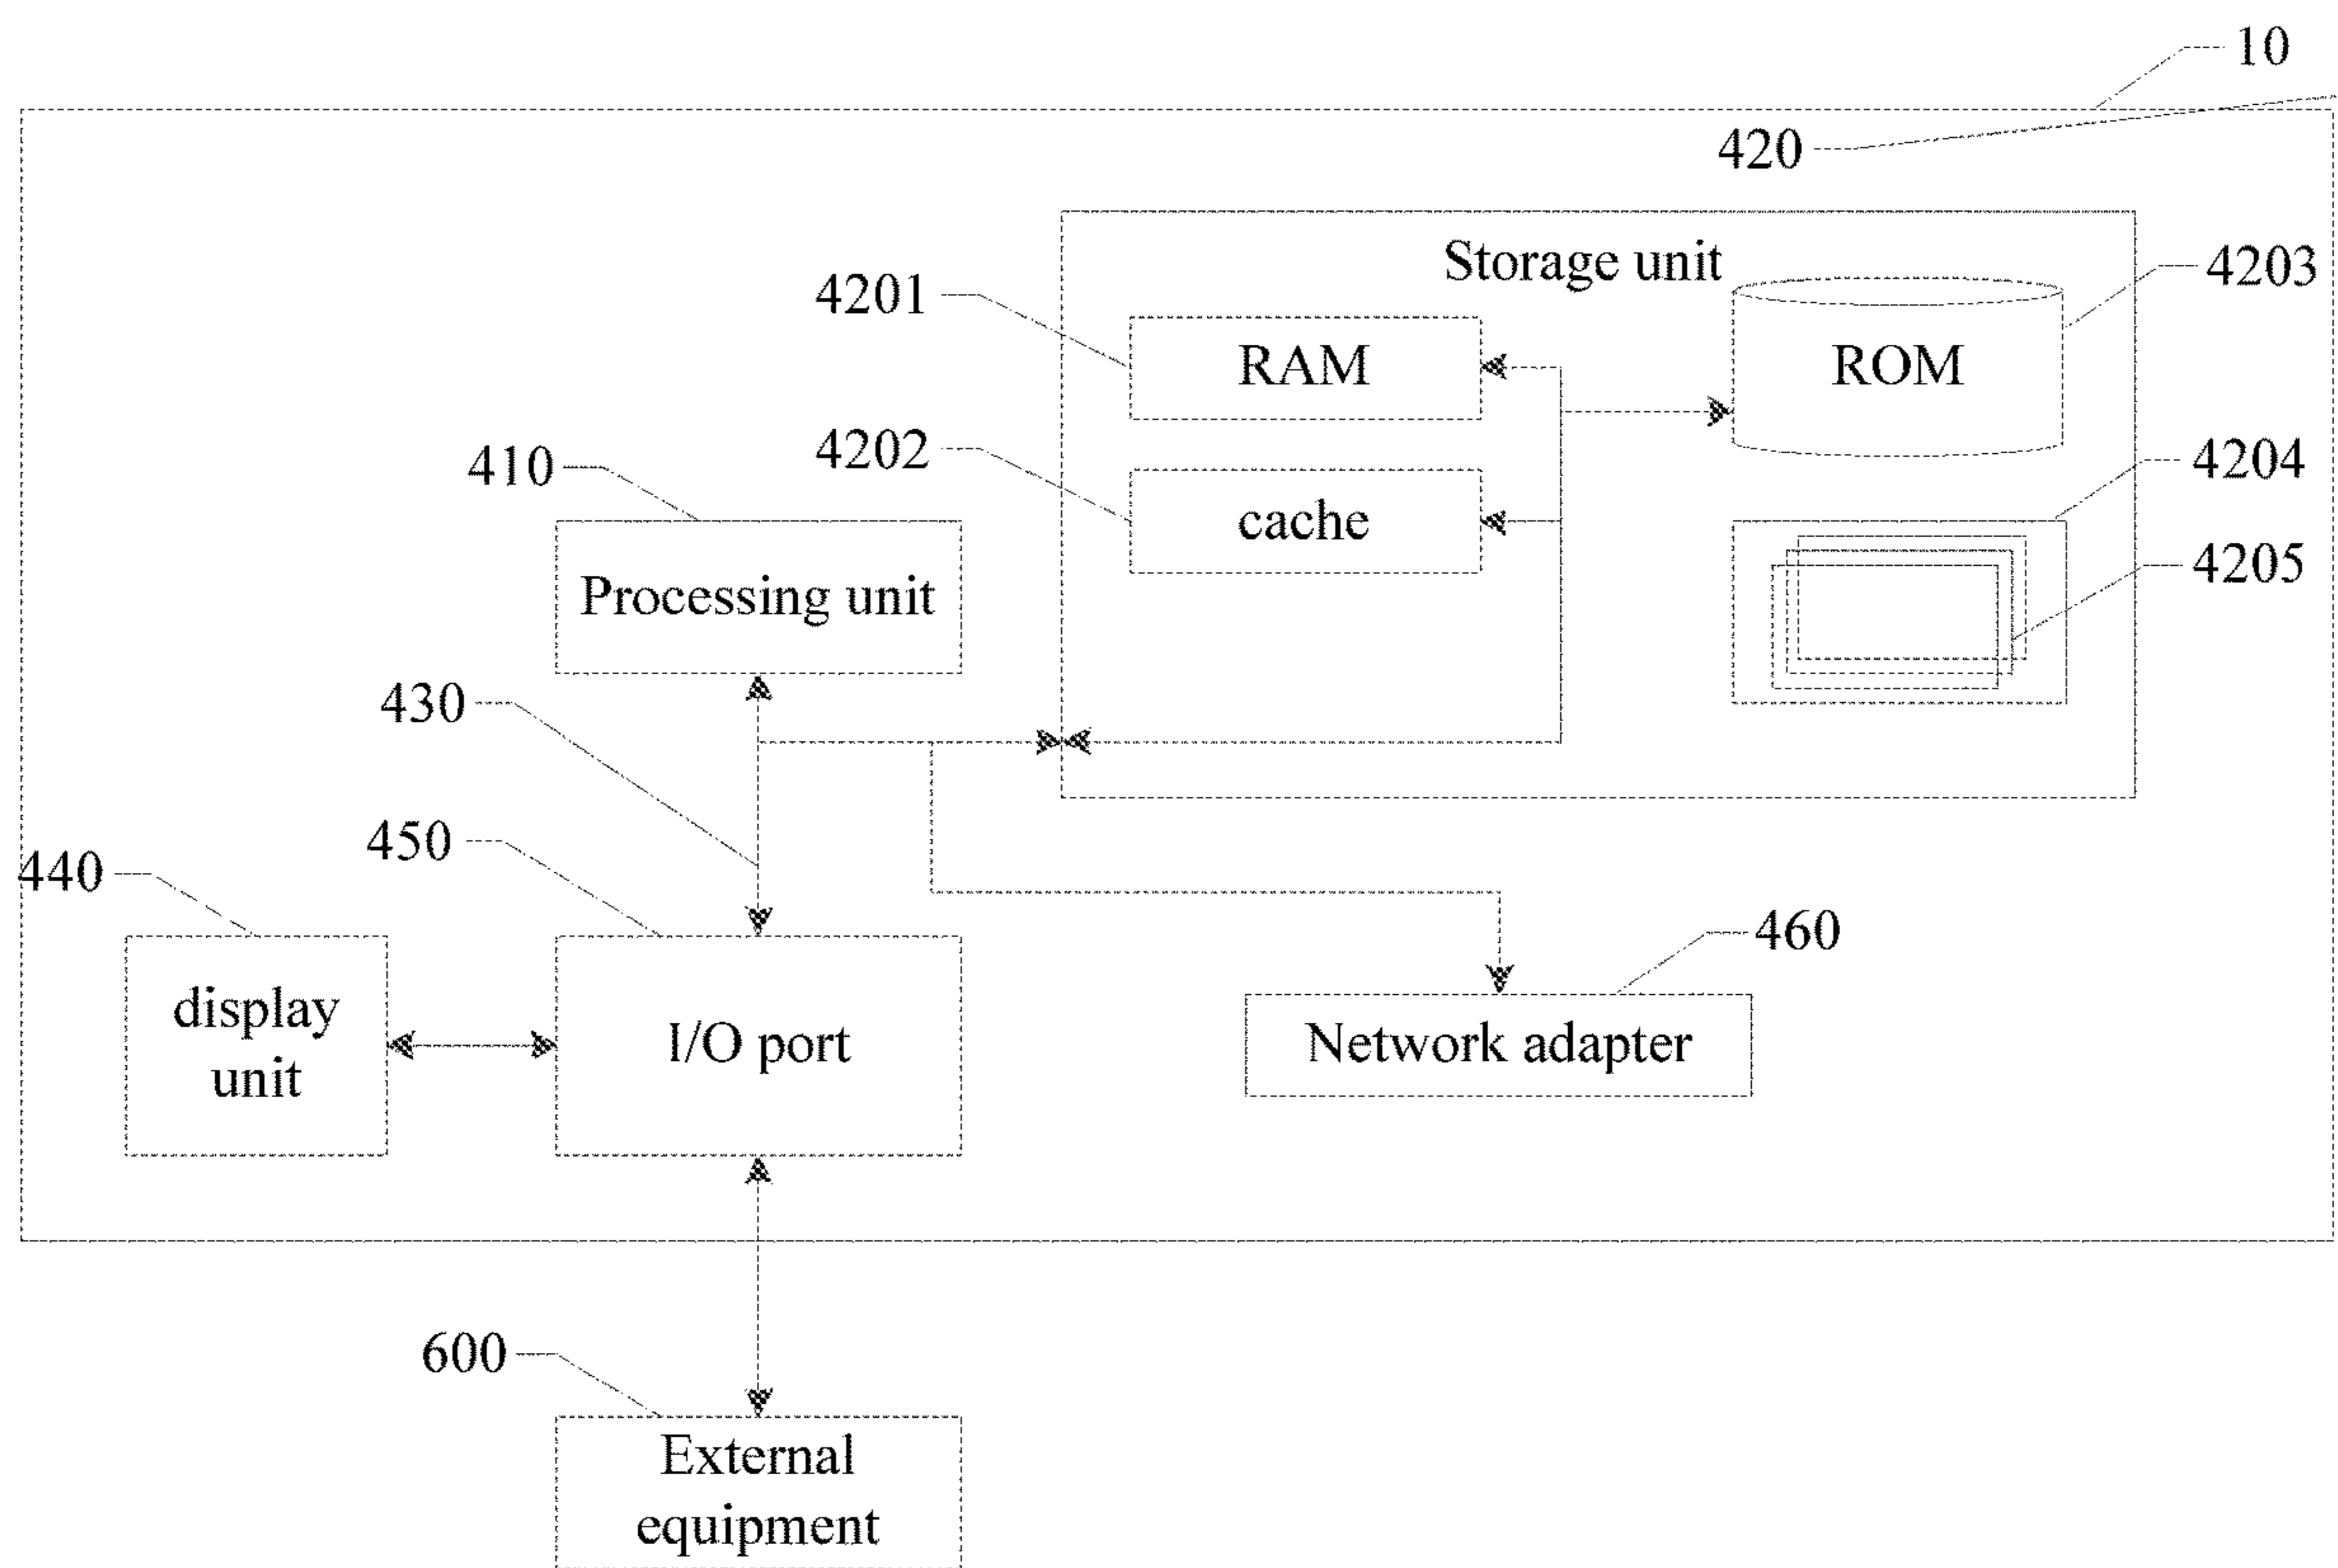 10
420
Storage unit
4203
4201
RAM
ROM
4202
410
cache
4204
4205
Processing unit
430
450
440
460
display
unit
I/O port
Network adapter
600
External
equipment